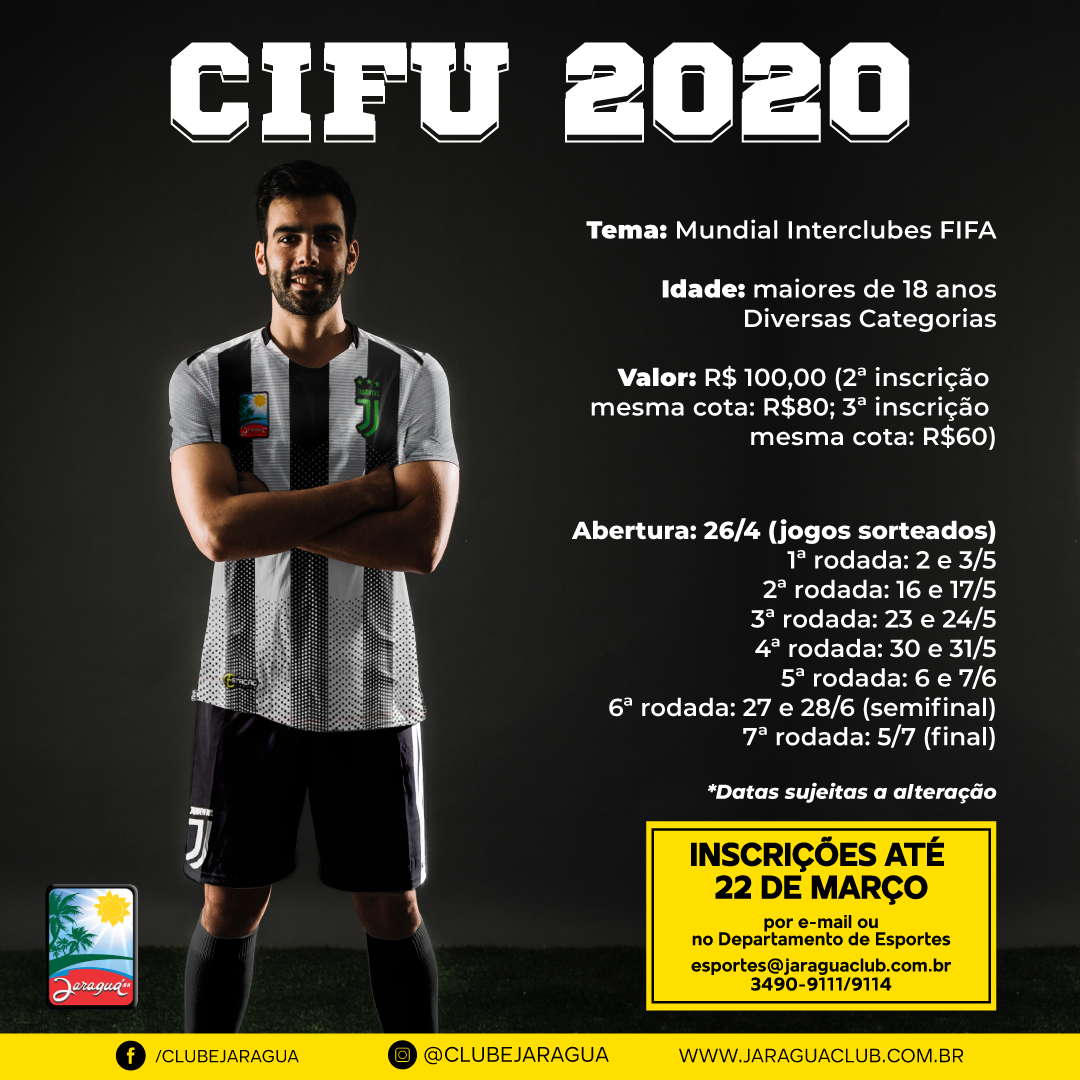 CIFU 2020
Tema: Mundial Interclubes FIFA
Idade: maiores de 18 anos
Diversas Categorias
Valor: R$ 100,00 (2ª inscrição
mesma cota: R$80; 3ª inscrição
mesma cota: R$60)
Abertura: 26/4 (jogos sorteados)
1ª rodada: 2 e 3/5
2ª rodada: 16 e 17/5
3ª rodada: 23 e 24/5
4ª rodada: 30 e 31/5
5ª rodada: 6 e 7/6
6ª rodada: 27 e 28/6 (semifinal)
7ª rodada: 5/7 (final)
*Datas sujeitas a alteração
INSCRIÇÕES ATÉ
22 DE MARÇO
por e-mail ou
no Departamento de Esportes
esportes@jaraguaclub.com.br
3490-9111/9114
Jaraguá
/CLUBEJARAGUA
@CLUBEJARAGUA
WWW.JARAGUACLUB.COM.BR